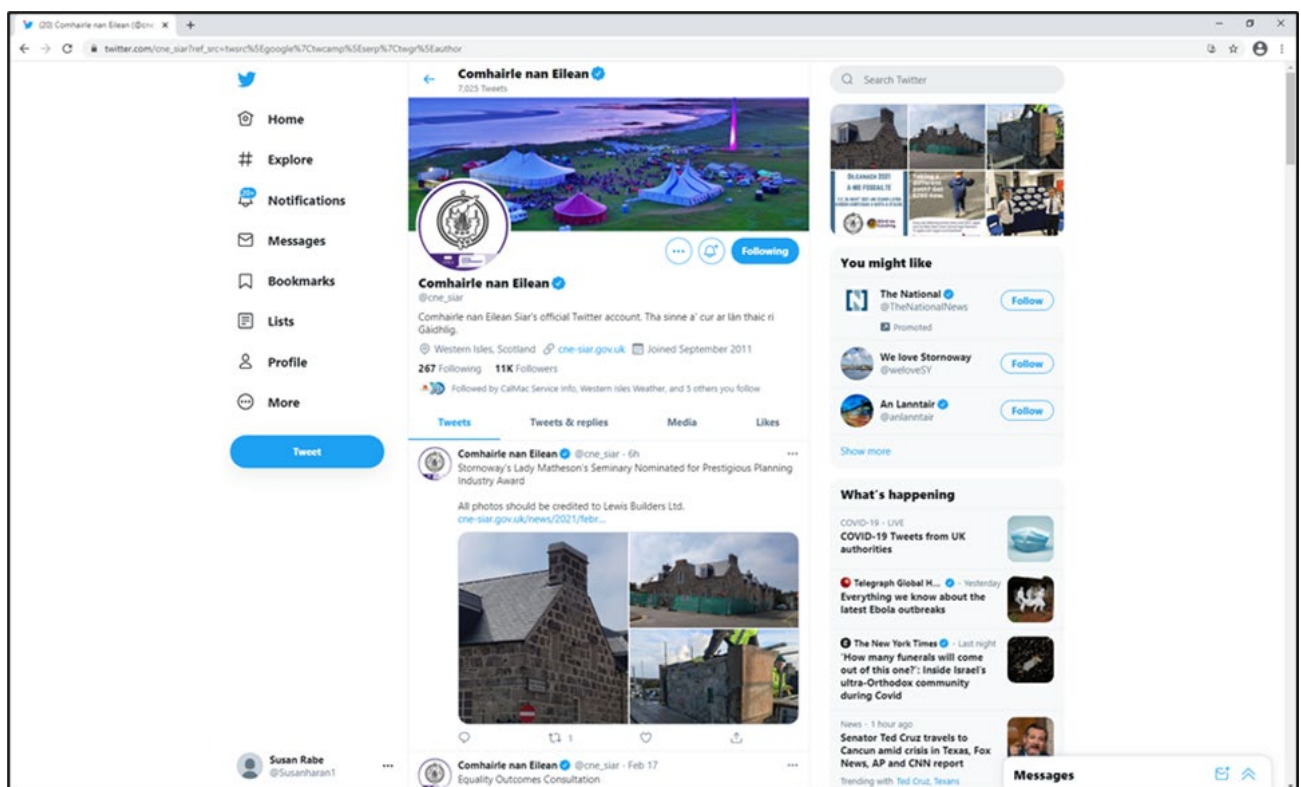 (20) Comhairle nan Eilean (@cne
twitter.com/cne_siar?ref_src=twsrc%5Egoogle%7Ctwcamp%5Eserp%7Ctwgr%5Eauthor
Home
Explore
20+
Notifications
Messages
Bookmarks
Lists
Profile
More
Tweet
Susan Rabe
@Susanharan1
Comhairle nan Eilean
7,025 Tweets
Following
Comhairle nan Eilean
@cne_siar
Comhairle nan Eilean Siar's official Twitter account. Tha sinne a' cur ar làn thaic ri
Gàidhlig.
Western Isles, Scotland cne-siar.gov.uk Joined September 2011
267 Following 11K Followers
Followed by CalMac Service Info, Western Isles Weather, and 5 others you follow
Tweets Tweets & replies Media Likes
Comhairle nan Eilean @cne_siar · 6h
Stornoway's Lady Matheson's Seminary Nominated for Prestigious Planning
Industry Award
All photos should be credited to Lewis Builders Ltd.
cne-siar.gov.uk/news/2021/febr...
1
Comhairle nan Eilean @cne_siar · Feb 17
Equality Outcomes Consultation
Search Twitter
You might like
The National
@TheNationalNews
Promoted
Follow
We love Stornoway
@weloveSY
Follow
An Lanntair
@anlanntair
Follow
Show more
What's happening
COVID-19 · LIVE
COVID-19 Tweets from UK
authorities
Telegraph Global H... · Yesterday
Everything we know about the
latest Ebola outbreaks
The New York Times · Last night
'How many funerals will come
out of this one?': Inside Israel's
ultra-Orthodox community
during Covid
News · 1 hour ago
Senator Ted Cruz travels to
Cancun amid crisis in Texas, Fox
News, AP and CNN report
Trending with Ted Cruz, Texans
Messages